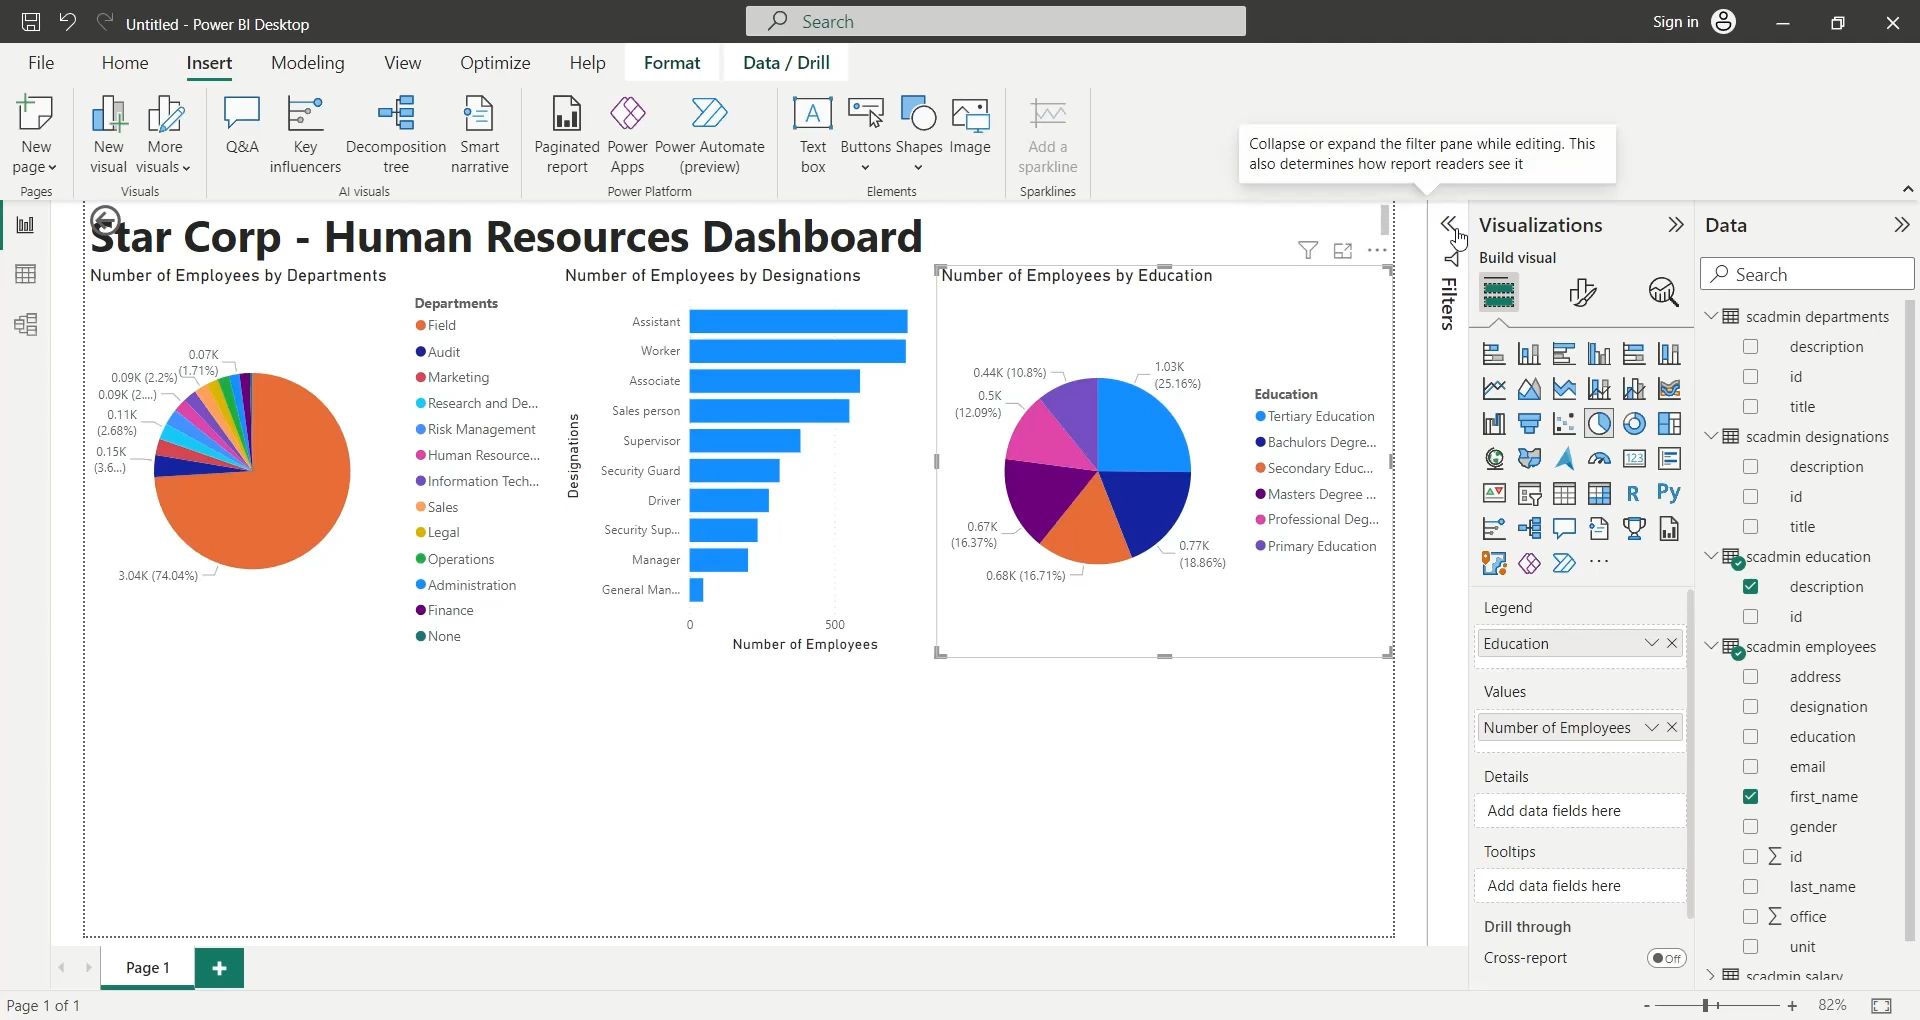 Untitled - Power BI Desktop
Search
Sign in
File
Home
Insert
Modeling
View
Optimize
Help
Format
Data / Drill
New page
Pages
New visual
More visuals
Visuals
Q&A
Key influencers
Decomposition tree
Smart narrative
AI visuals
Paginated report
Power Apps
Power Automate (preview)
Power Platform
Text box
Buttons
Shapes
Image
Elements
Add a sparkline
Sparklines
Collapse or expand the filter pane while editing. This
also determines how report readers see it
Star Corp - Human Resources Dashboard
Number of Employees by Departments
0.07K
(1.71%)
0.09K (2.2%)
0.09K (2....)
0.11K
(2.68%)
0.15K
(3.6...)
3.04K (74.04%)
Departments
Field
Audit
Marketing
Research and De...
Risk Management
Human Resource...
Information Tech...
Sales
Legal
Operations
Administration
Finance
None
Number of Employees by Designations
Designations
Assistant
Worker
Associate
Sales person
Supervisor
Security Guard
Driver
Security Sup...
Manager
General Man...
0
500
Number of Employees
Number of Employees by Education
0.44K (10.8%)
1.03K
(25.16%)
0.5K
(12.09%)
0.67K
(16.37%)
0.68K (16.71%)
0.77K
(18.86%)
Education
Tertiary Education
Bachulors Degre...
Secondary Educ...
Masters Degree ...
Professional Deg...
Primary Education
Filters
Visualizations
Build visual
123
R
Py
Legend
Education
Values
Number of Employees
Details
Add data fields here
Tooltips
Add data fields here
Drill through
Cross-report
Off
Data
Search
scadmin departments
description
id
title
scadmin designations
description
id
title
scadmin education
description
id
scadmin employees
address
designation
education
email
first_name
gender
∑ id
last_name
∑ office
unit
scadmin salary
Page 1
Page 1 of 1
82%